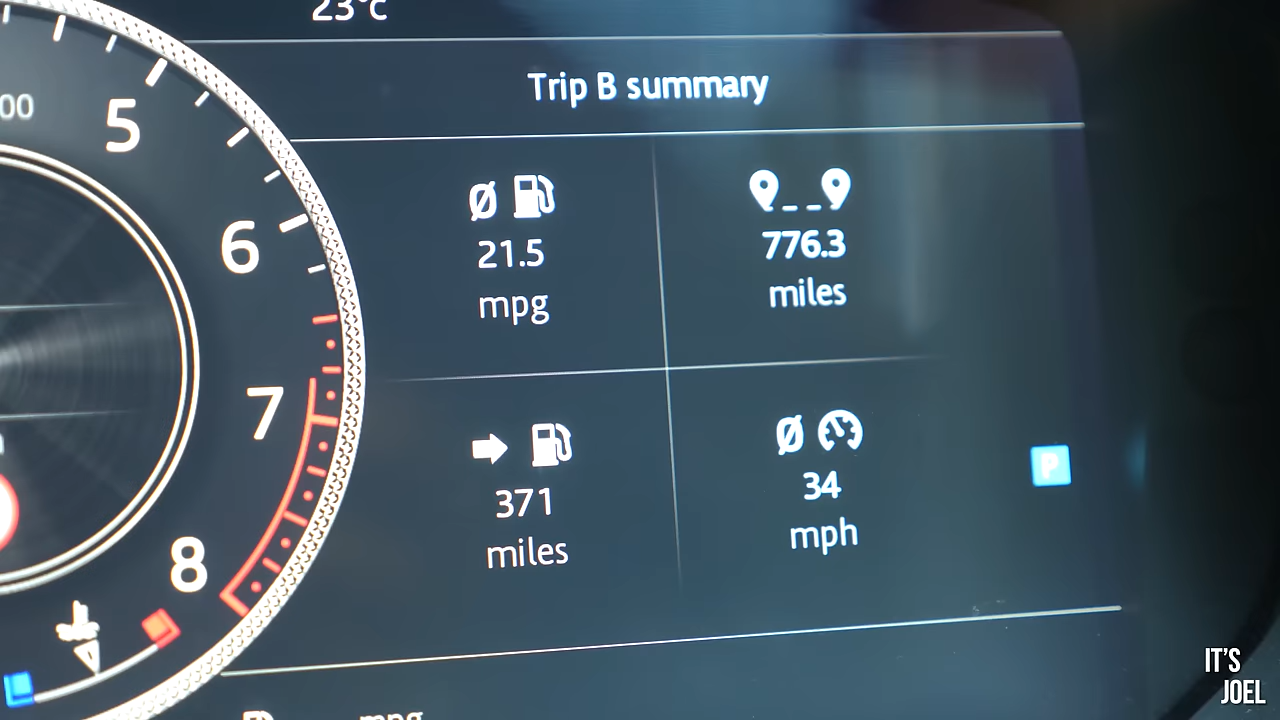 23°C
Trip B summary
00
5
6
7
8
Ø
21.5
mpg
776.3
miles
371
miles
Ø
34
mph
P
mpg
IT'S
JOEL